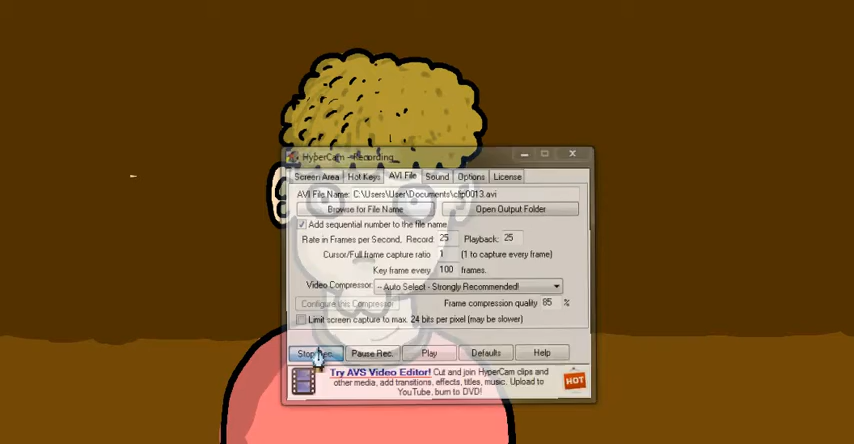 HyperCam - Recording
Screen Area Hot Keys AVI File Sound Options License
AVI File Name: C:\Users\User\Documents\clip0013.avi
Browse for File Name Open Output Folder
Add sequential number to the file name
Rate in Frames per Second, Record: 25 Playback: 25
Cursor/Full frame capture ratio 1 (1 to capture every frame)
Key frame every 100 frames.
Video Compressor: -- Auto Select - Strongly Recommended!
Configure this Compressor Frame compression quality 85 %
Limit screen capture to max. 24 bits per pixel (may be slower)
Stop Rec. Pause Rec. Play Defaults Help
Try AVS Video Editor! Cut and join HyperCam clips and
other media, add transitions, effects, titles, music. Upload to
YouTube, burn to DVD!
HOT